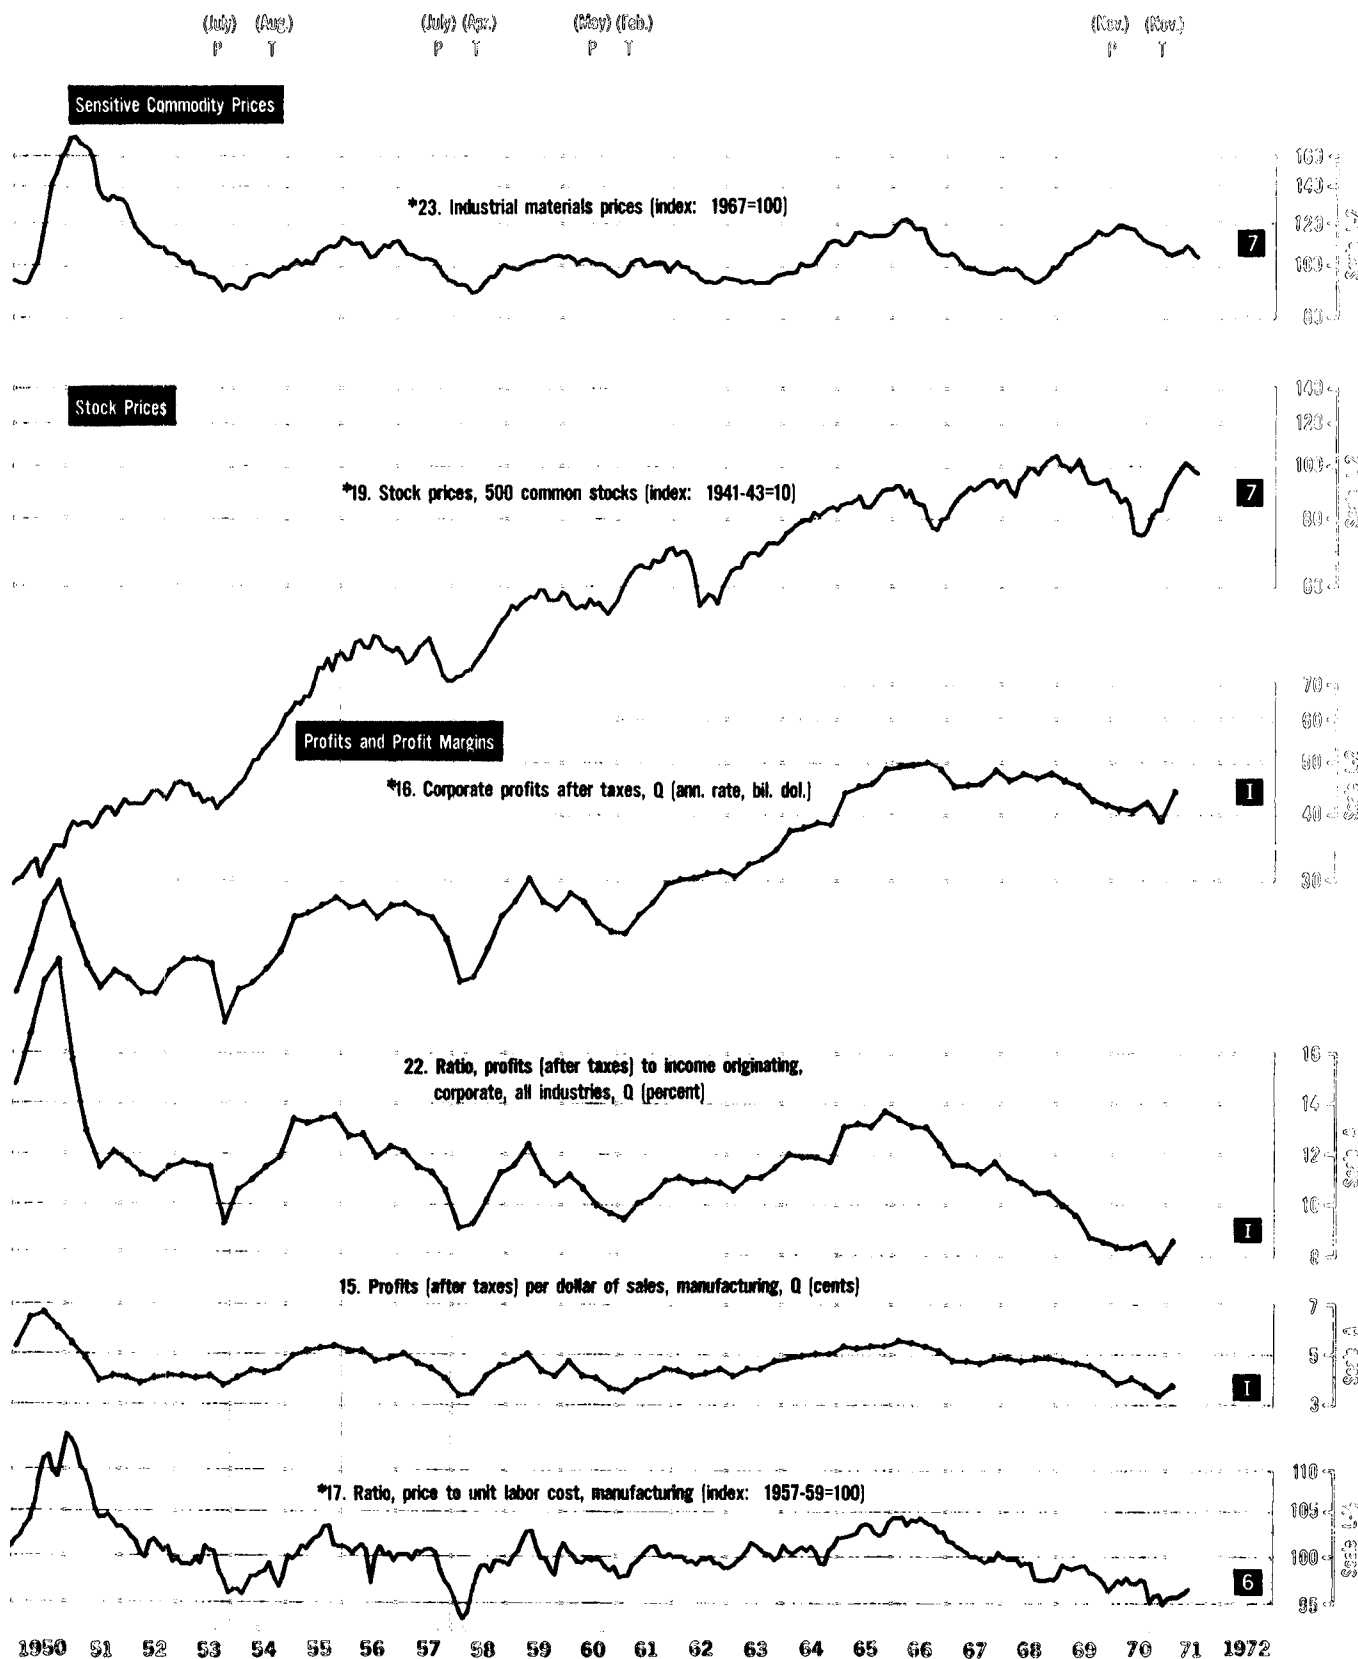 (July) (Aug.) (July) (Apr.) (May) (Feb.) (Nov.) (Nov.)
P T P T P T P T
Sensitive Commodity Prices
160
140
*23. Industrial materials prices (index: 1967=100)
120
7
100
80
140
Stock Prices
120
100
*19. Stock prices, 500 common stocks (index: 1941-43=10)
7
80
60
70
60
Profits and Profit Margins
50
*16. Corporate profits after taxes, Q (ann. rate, bil. dol.)
I
40
30
16
22. Ratio, profits (after taxes) to income originating,
corporate, all industries, Q (percent)
14
Scale A
12
10
I
8
15. Profits (after taxes) per dollar of sales, manufacturing, Q (cents)
7
Scale A
5
I
3
110
*17. Ratio, price to unit labor cost, manufacturing (index: 1957-59=100)
105
100
6
95
1950 51 52 53 54 55 56 57 58 59 60 61 62 63 64 65 66 67 68 69 70 71 1972